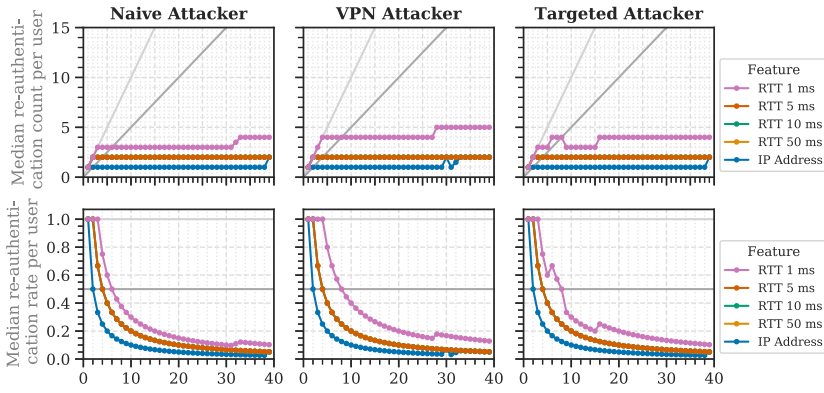 Naive Attacker
VPN Attacker
Targeted Attacker
Median re-authenti-
cation count per user
15
10
5
0
Feature
RTT 1 ms
RTT 5 ms
RTT 10 ms
RTT 50 ms
IP Address
Median re-authenti-
cation rate per user
1.0
0.8
0.6
0.4
0.2
0.0
0 10 20 30 40
0 10 20 30 40
0 10 20 30 40
Feature
RTT 1 ms
RTT 5 ms
RTT 10 ms
RTT 50 ms
IP Address